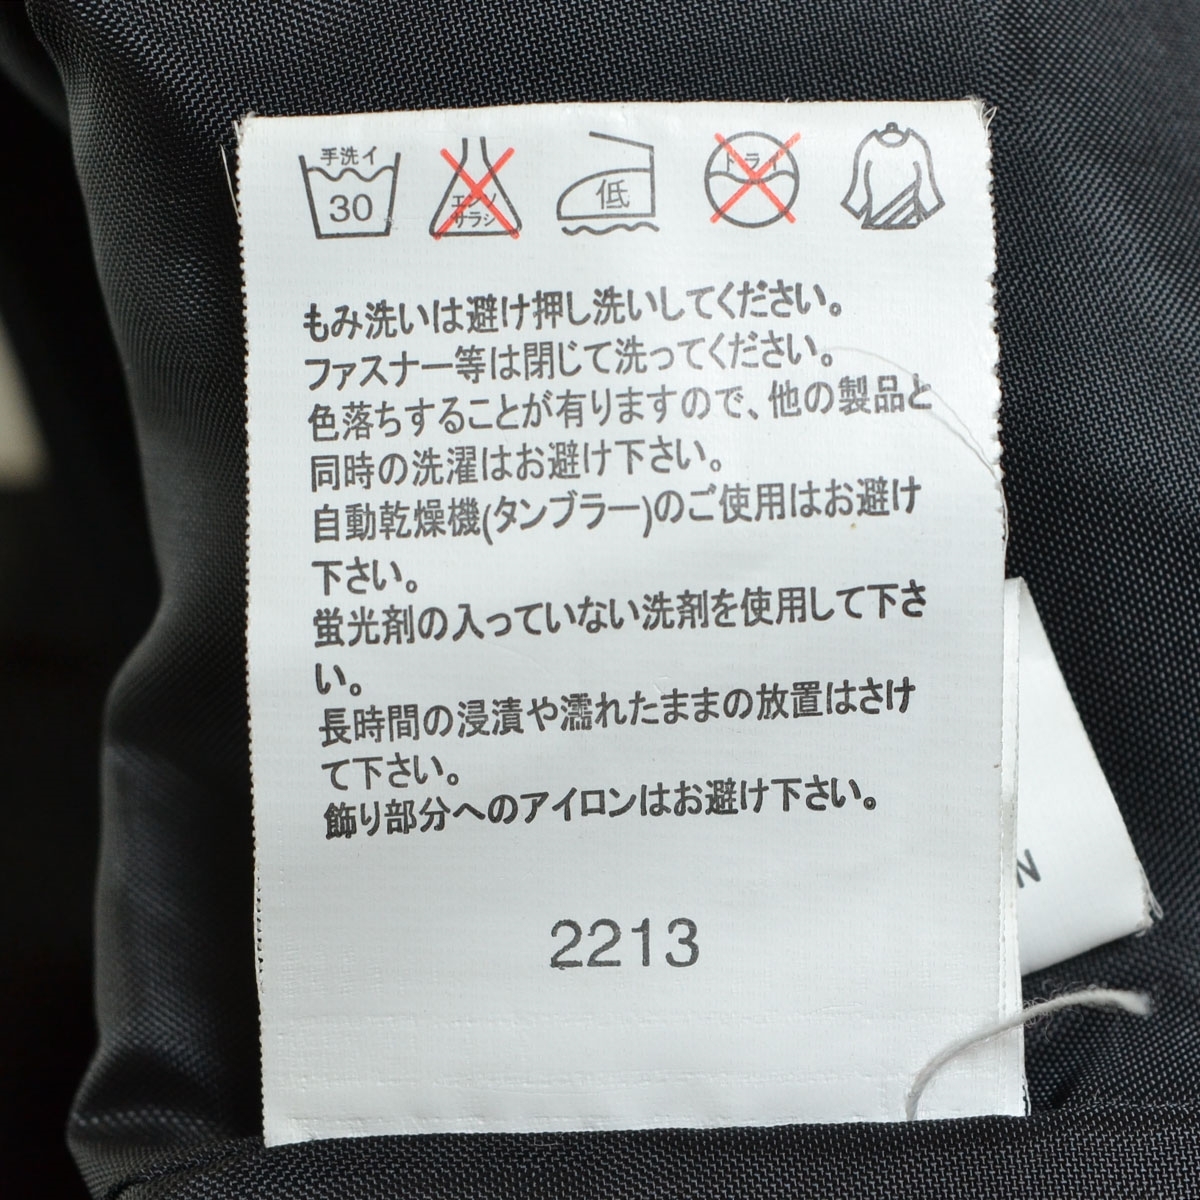 手洗イ
30
エンソ
サラシ
低
ドライ
もみ洗いは避け押し洗いしてください。
ファスナー等は閉じて洗ってください。
色落ちすることが有りますので、他の製品と
同時の洗濯はお避け下さい。
自動乾燥機(タンブラー)のご使用はお避け
下さい。
蛍光剤の入っていない洗剤を使用して下さ
い。
長時間の浸漬や濡れたままの放置はさけ
て下さい。
飾り部分へのアイロンはお避け下さい。
2213
N